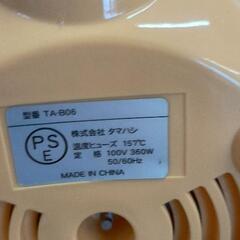 型番 TA-B06
PS
E
株式会社 タマハシ
温度ヒューズ 157℃
定格 100V 360W
50/60Hz
MADE IN CHINA